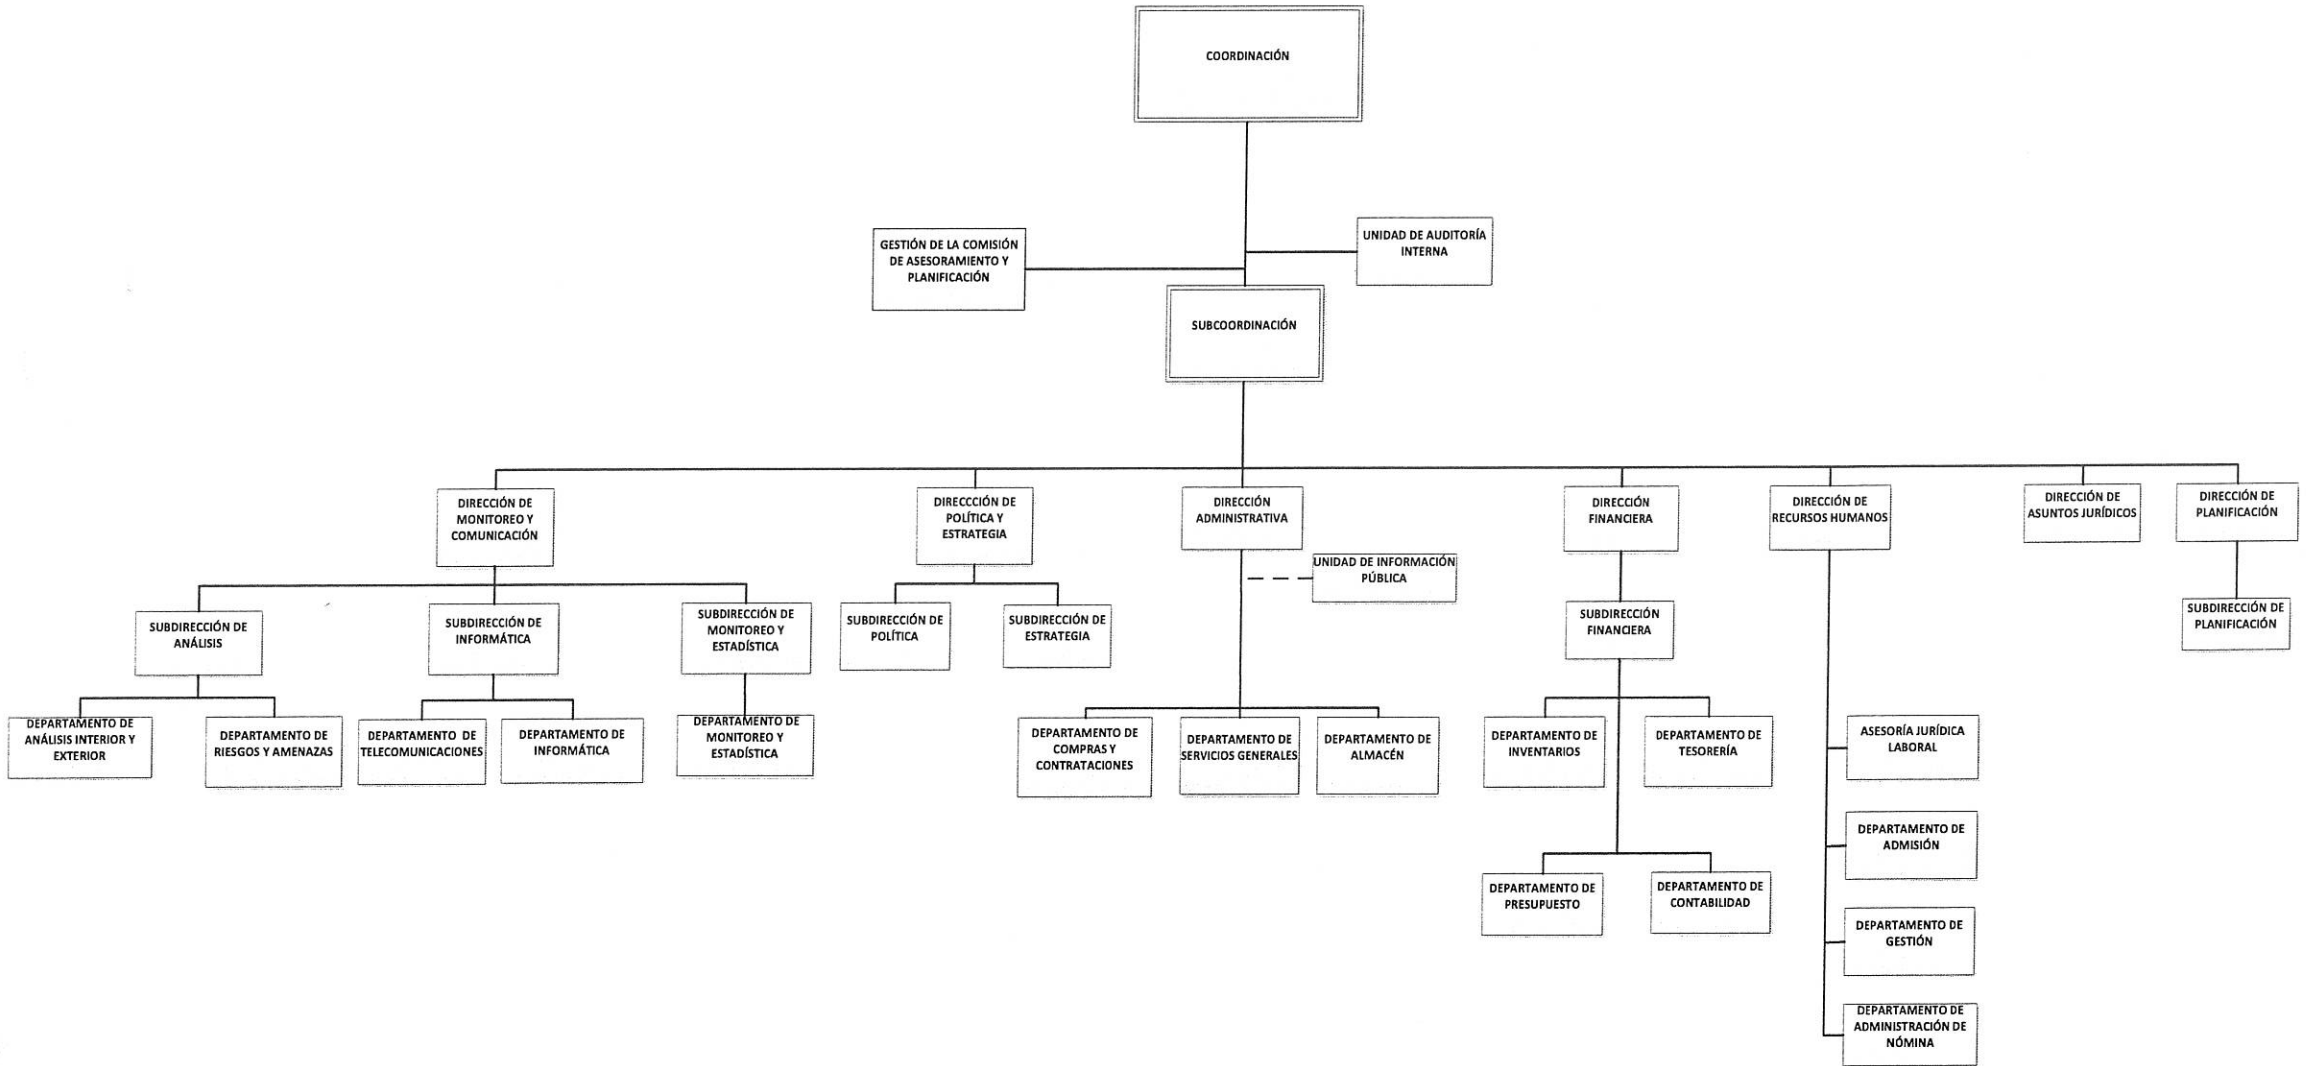 COORDINACIÓN
GESTIÓN DE LA COMISIÓN
DE ASESORAMIENTO Y
PLANIFICACIÓN
UNIDAD DE AUDITORÍA
INTERNA
SUBCOORDINACIÓN
DIRECCIÓN DE
MONITOREO Y
COMUNICACIÓN
DIRECCCIÓN DE
POLÍTICA Y
ESTRATEGIA
DIRECCIÓN
ADMINISTRATIVA
DIRECCIÓN
FINANCIERA
DIRECCIÓN DE
RECURSOS HUMANOS
DIRECCIÓN DE
ASUNTOS JURÍDICOS
DIRECCIÓN DE
PLANIFICACIÓN
UNIDAD DE INFORMACIÓN
PÚBLICA
SUBDIRECCIÓN DE
ANÁLISIS
SUBDIRECCIÓN DE
INFORMÁTICA
SUBDIRECCIÓN DE
MONITOREO Y
ESTADÍSTICA
SUBDIRECCIÓN DE
POLÍTICA
SUBDIRECCIÓN DE
ESTRATEGIA
SUBDIRECCIÓN
FINANCIERA
SUBDIRECCIÓN DE
PLANIFICACIÓN
DEPARTAMENTO DE
ANÁLISIS INTERIOR Y
EXTERIOR
DEPARTAMENTO DE
RIESGOS Y AMENAZAS
DEPARTAMENTO DE
TELECOMUNICACIONES
DEPARTAMENTO DE
INFORMÁTICA
DEPARTAMENTO DE
MONITOREO Y
ESTADÍSTICA
DEPARTAMENTO DE
COMPRAS Y
CONTRATACIONES
DEPARTAMENTO DE
SERVICIOS GENERALES
DEPARTAMENTO DE
ALMACÉN
DEPARTAMENTO DE
INVENTARIOS
DEPARTAMENTO DE
TESORERÍA
ASESORÍA JURÍDICA
LABORAL
DEPARTAMENTO DE
ADMISIÓN
DEPARTAMENTO DE
PRESUPUESTO
DEPARTAMENTO DE
CONTABILIDAD
DEPARTAMENTO DE
GESTIÓN
DEPARTAMENTO DE
ADMINISTRACIÓN DE
NÓMINA